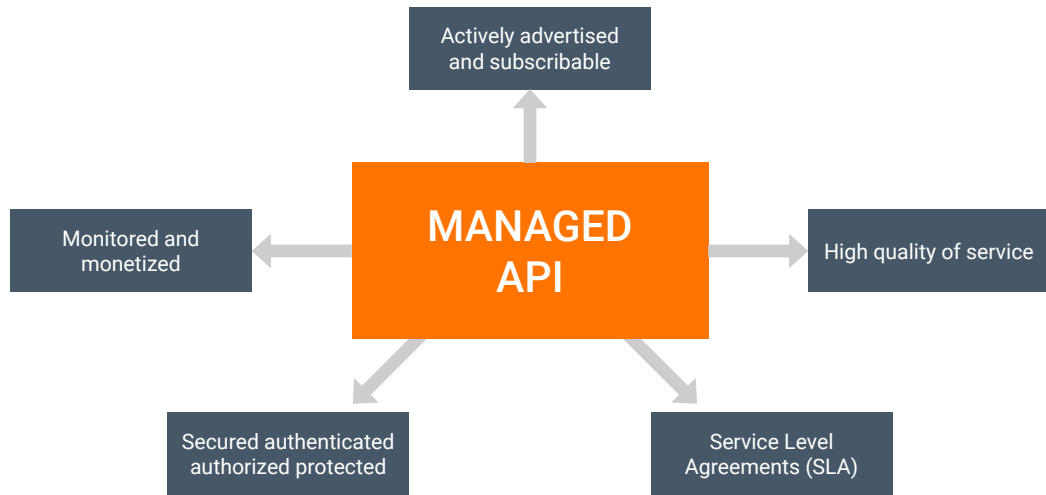 Actively advertised
and subscribable
MANAGED
API
Monitored and
monetized
High quality of service
Secured authenticated
authorized protected
Service Level
Agreements (SLA)